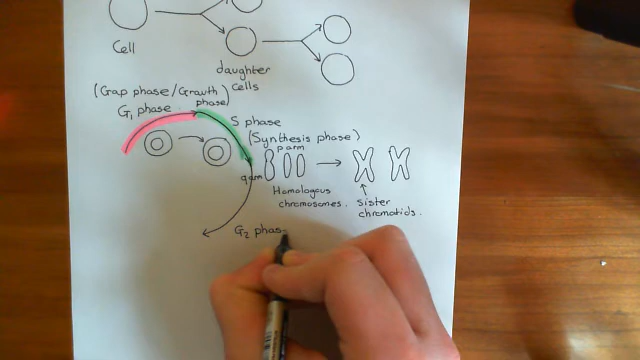 Cell
daughter
cells
(Gap phase/Growth
phase)
G₁ phase
S phase
(Synthesis phase)
p arm
q arm
Homologous
chromosomes.
sister
chromatids.
G₂ phas